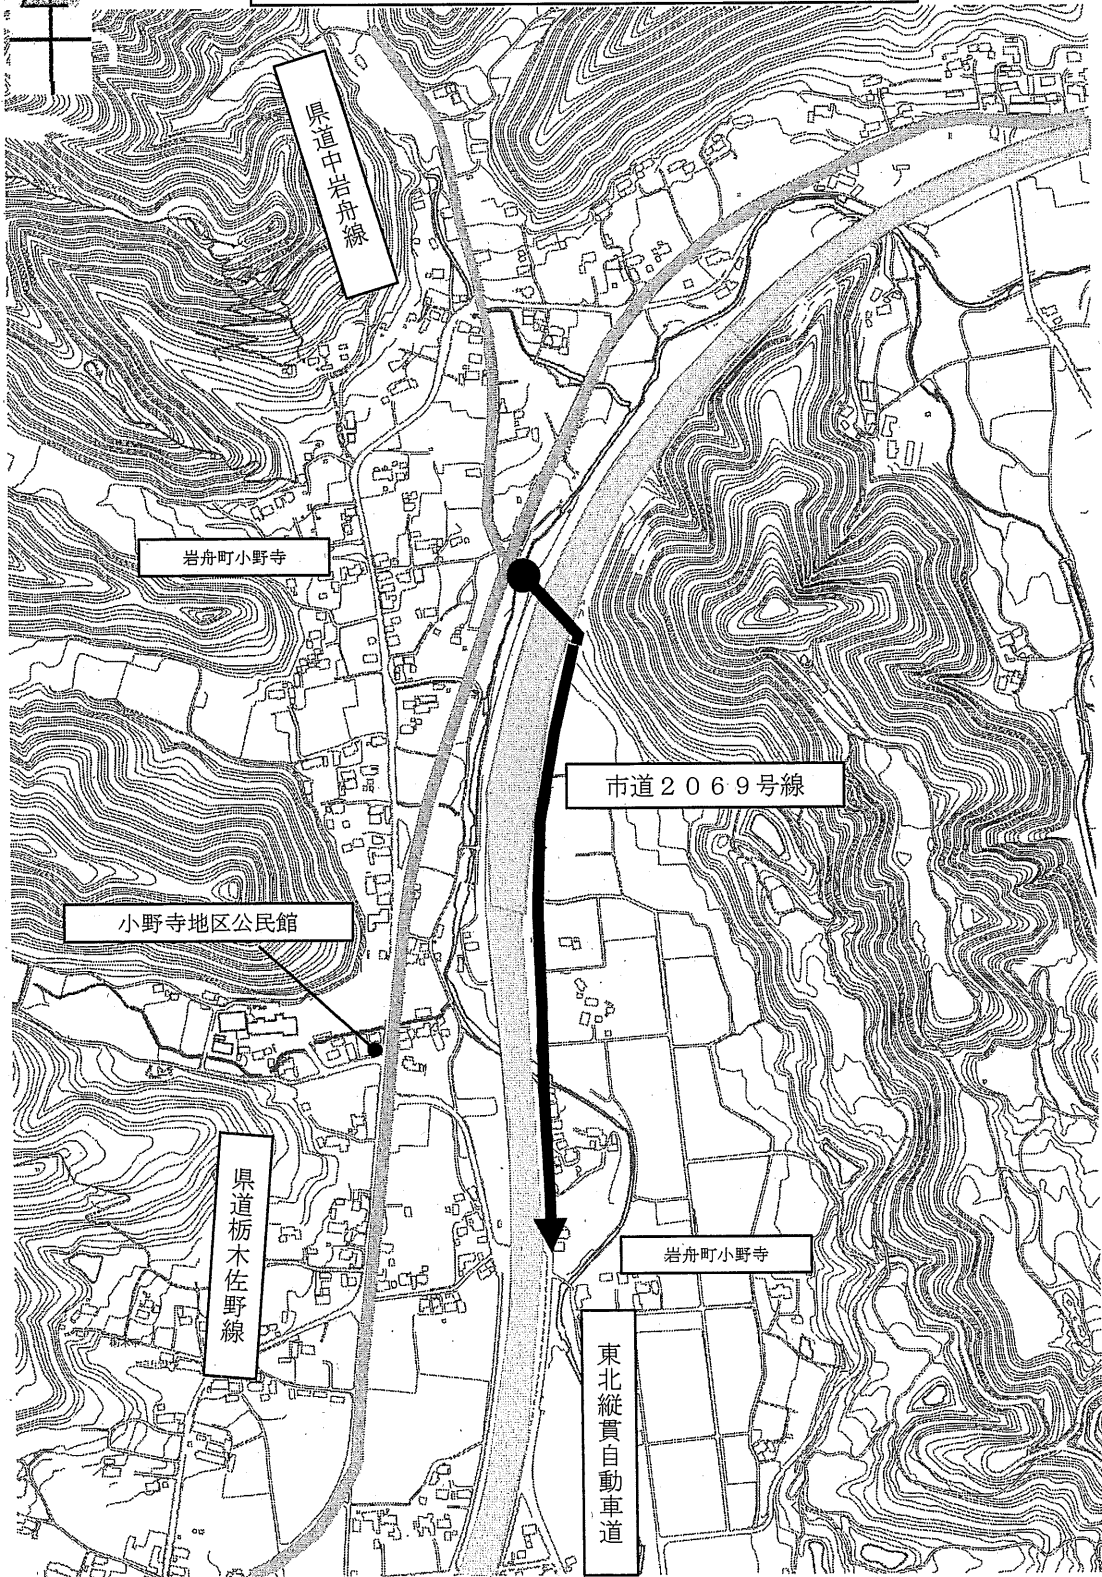 県道中岩舟線
岩舟町小野寺
市道2069号線
小野寺地区公民館
県道栃木佐野線
岩舟町小野寺
東北縦貫自動車道